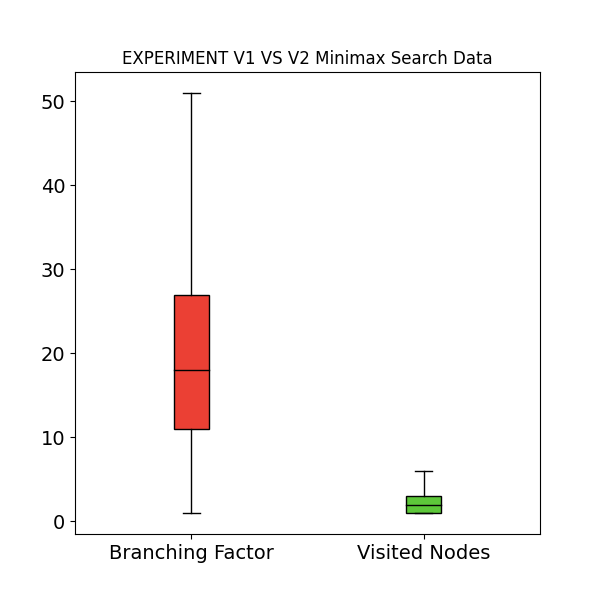 EXPERIMENT V1 VS V2 Minimax Search Data
50
40
30
20
10
0
Branching Factor
Visited Nodes